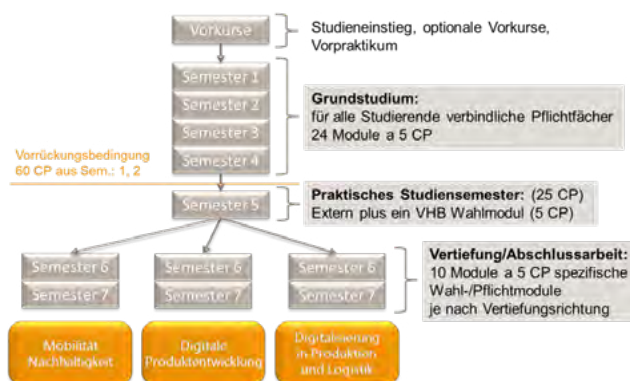 Vorkurse
Studieneinstieg, optionale Vorkurse,
Vorpraktikum
Semester 1
Semester 2
Semester 3
Semester 4
Grundstudium:
für alle Studierende verbindliche Pflichtfächer
24 Module a 5 CP
Vorrückungsbedingung
60 CP aus Sem.: 1, 2
Semester 5
Praktisches Studiensemester: (25 CP)
Extern plus ein VHB Wahlmodul (5 CP)
Semester 6 Semester 6 Semester 6
Semester 7 Semester 7 Semester 7
Vertiefung/Abschlussarbeit:
10 Module a 5 CP spezifische
Wahl-/Pflichtmodule
je nach Vertiefungsrichtung
Mobilität
Nachhaltigkeit
Digitale
Produktentwicklung
Digitalisierung
in Produktion
und Logistik